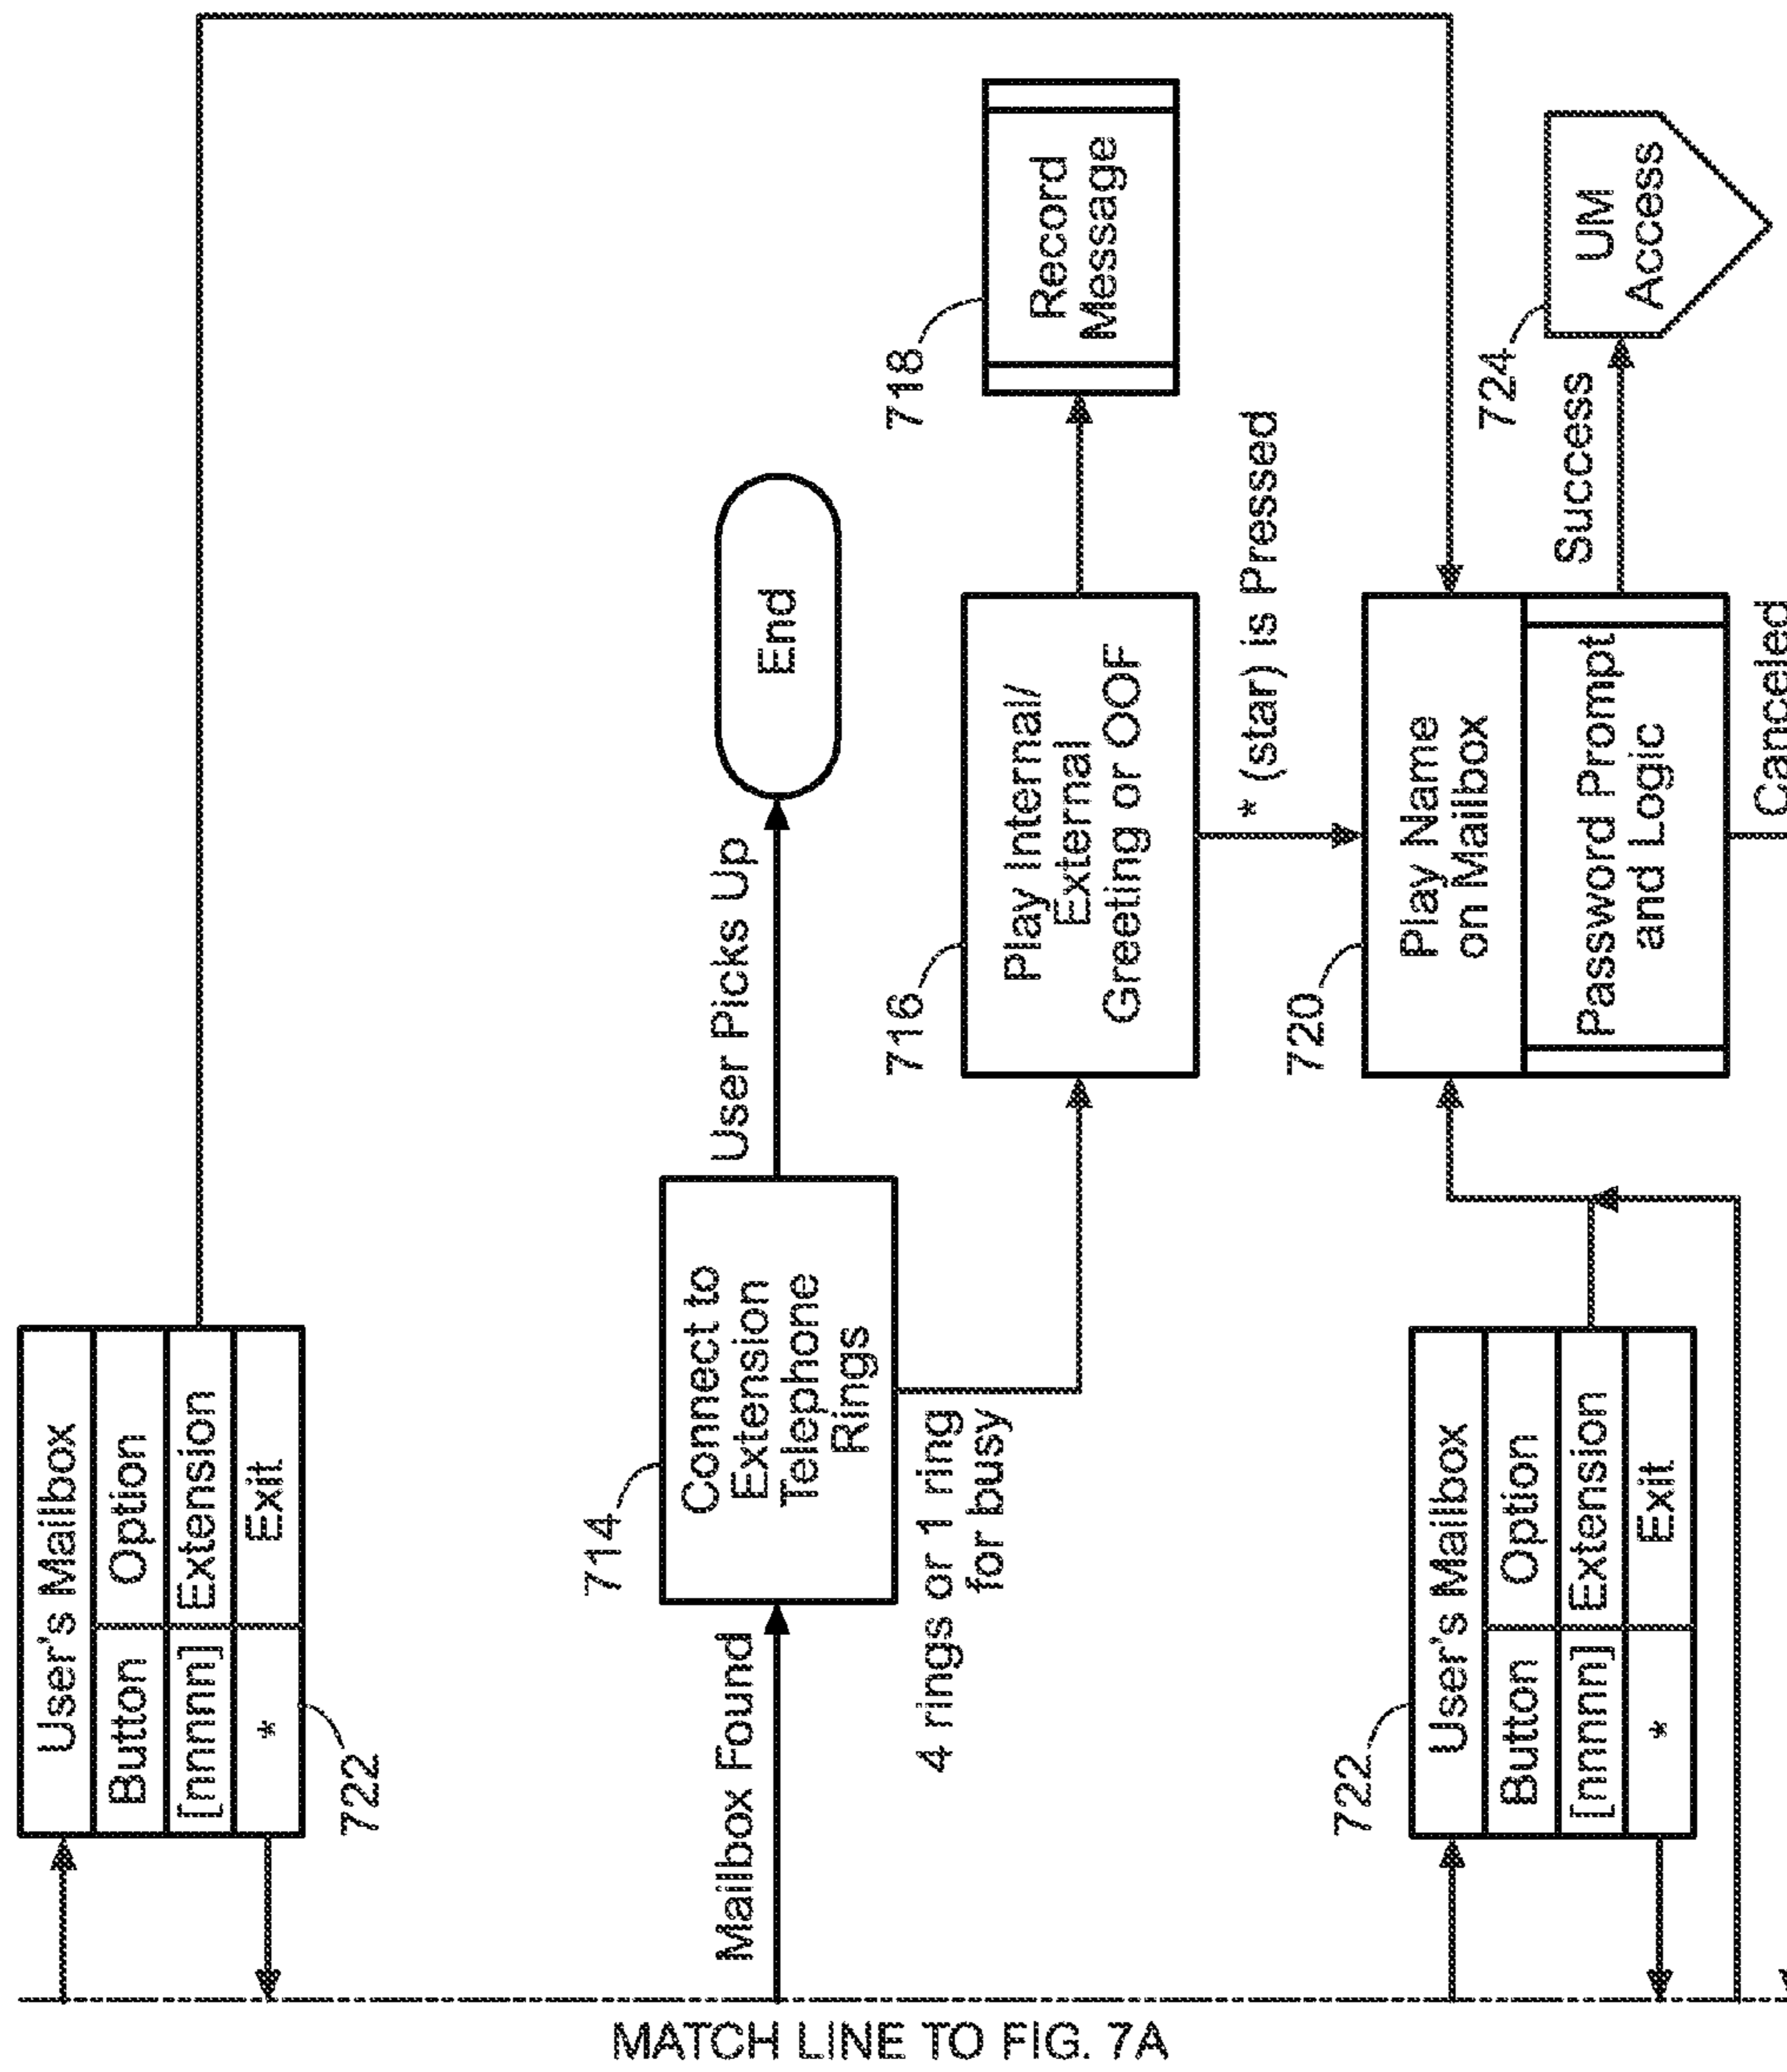 User's Mailbox
Button Option
[nnnnn] Extension
* Exit
722
Mailbox Found
714
Connect to
Extension
Telephone
Rings
User Picks Up
End
4 rings or 1 ring
for busy
716
Play Internal/
External
Greeting or OOF
718
Record
Message
* (star) is Pressed
722
User's Mailbox
Button Option
[nnnnn] Extension
* Exit
720
Play Name
on Mailbox
Password Prompt
and Logic
Success
724
UM
Access
Canceled
MATCH LINE TO FIG. 7A